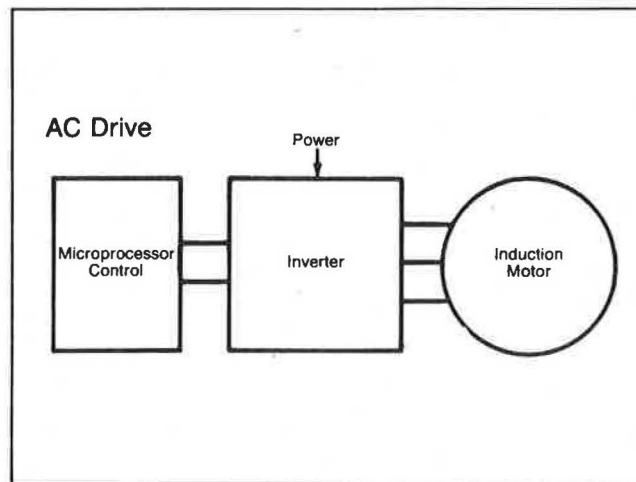 AC Drive
Power
Microprocessor
Control
Inverter
Induction
Motor